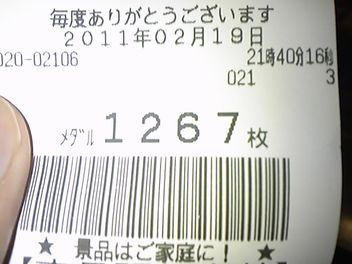 毎度ありがとうございます
2011年02月19日
020-02106 21時40分16秒
021 3
ﾒﾀﾞﾙ 1267枚
★ 景品はご家庭に! ★